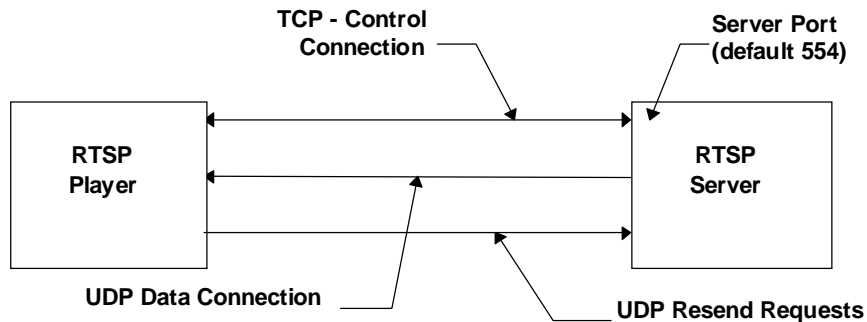 TCP - Control
Connection
Server Port
(default 554)
RTSP
Player
RTSP
Server
UDP Data Connection
UDP Resend Requests